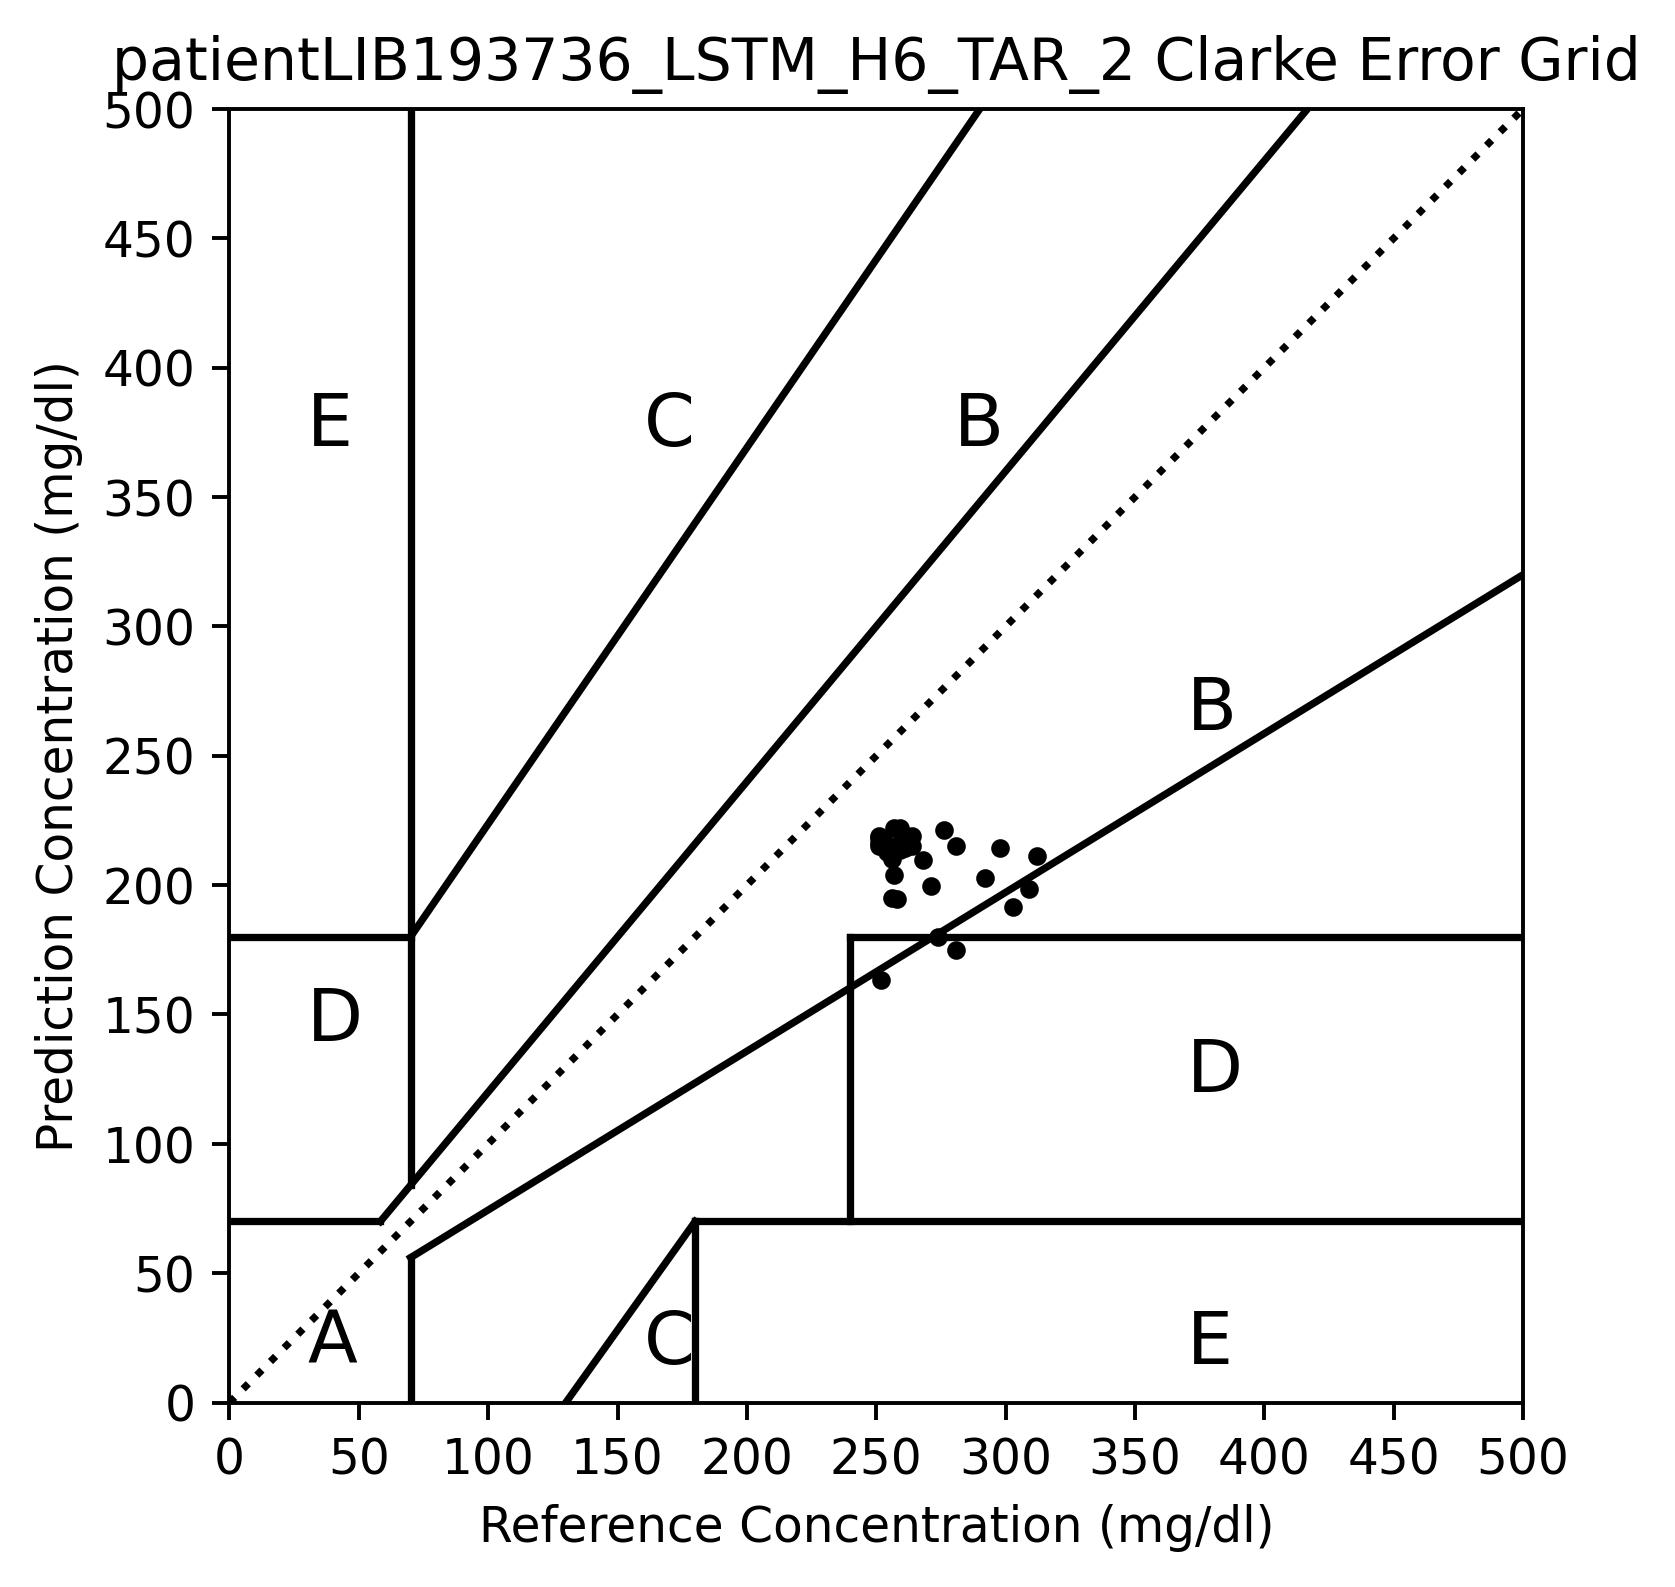 patientLIB193736_LSTM_H6_TAR_2 Clarke Error Grid
500
450
400
350
300
250
200
150
100
50
0
Prediction Concentration (mg/dl)
E
C
B
B
D
D
A
C
E
0 50 100 150 200 250 300 350 400 450 500
Reference Concentration (mg/dl)